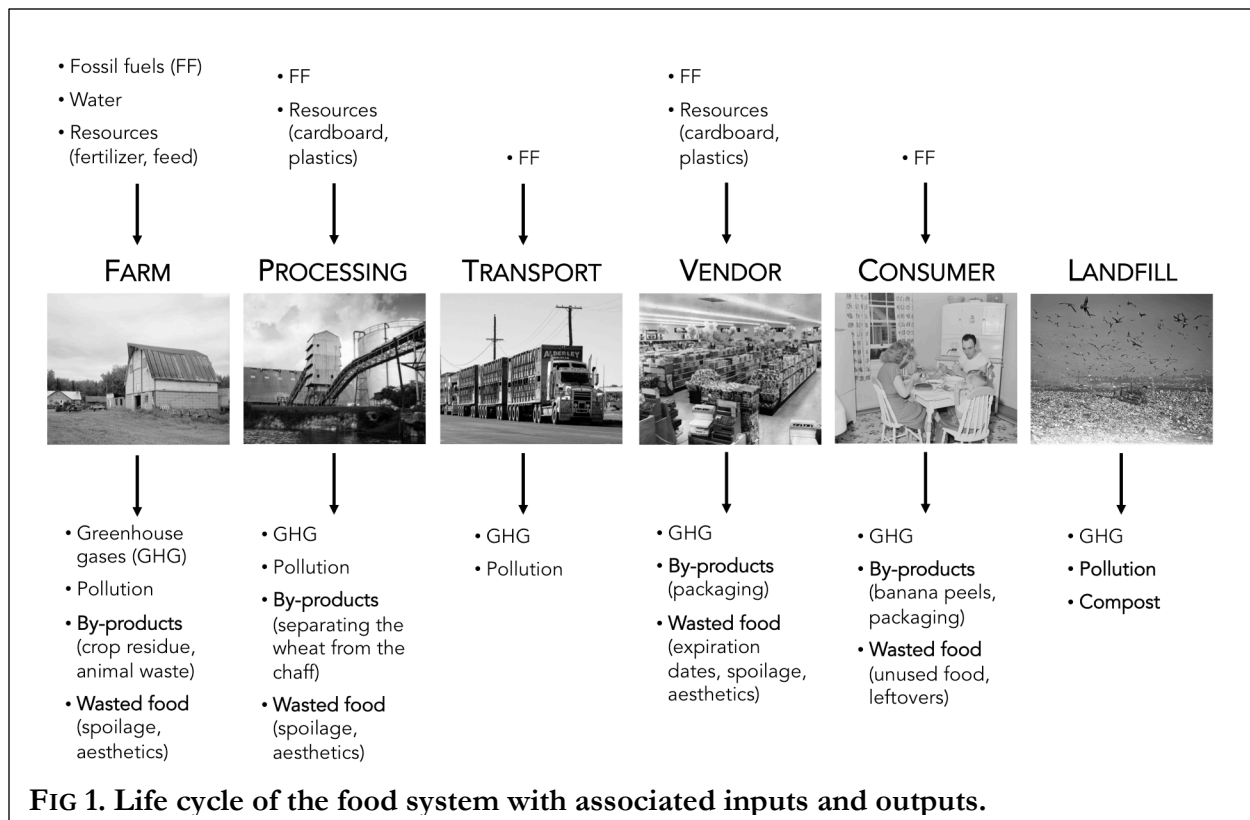 • Fossil fuels (FF)
• Water
• Resources
(fertilizer, feed)
• FF
• Resources
(cardboard,
plastics)
• FF
• FF
• Resources
(cardboard,
plastics)
• FF
FARM
PROCESSING
TRANSPORT
VENDOR
CONSUMER
LANDFILL
ALDERLEY
• Greenhouse
gases (GHG)
• Pollution
• By-products
(crop residue,
animal waste)
• Wasted food
(spoilage,
aesthetics)
• GHG
• Pollution
• By-products
(separating the
wheat from the
chaff)
• Wasted food
(spoilage,
aesthetics)
• GHG
• Pollution
• GHG
• By-products
(packaging)
• Wasted food
(expiration
dates, spoilage,
aesthetics)
• GHG
• By-products
(banana peels,
packaging)
• Wasted food
(unused food,
leftovers)
• GHG
• Pollution
• Compost
FIG 1. Life cycle of the food system with associated inputs and outputs.